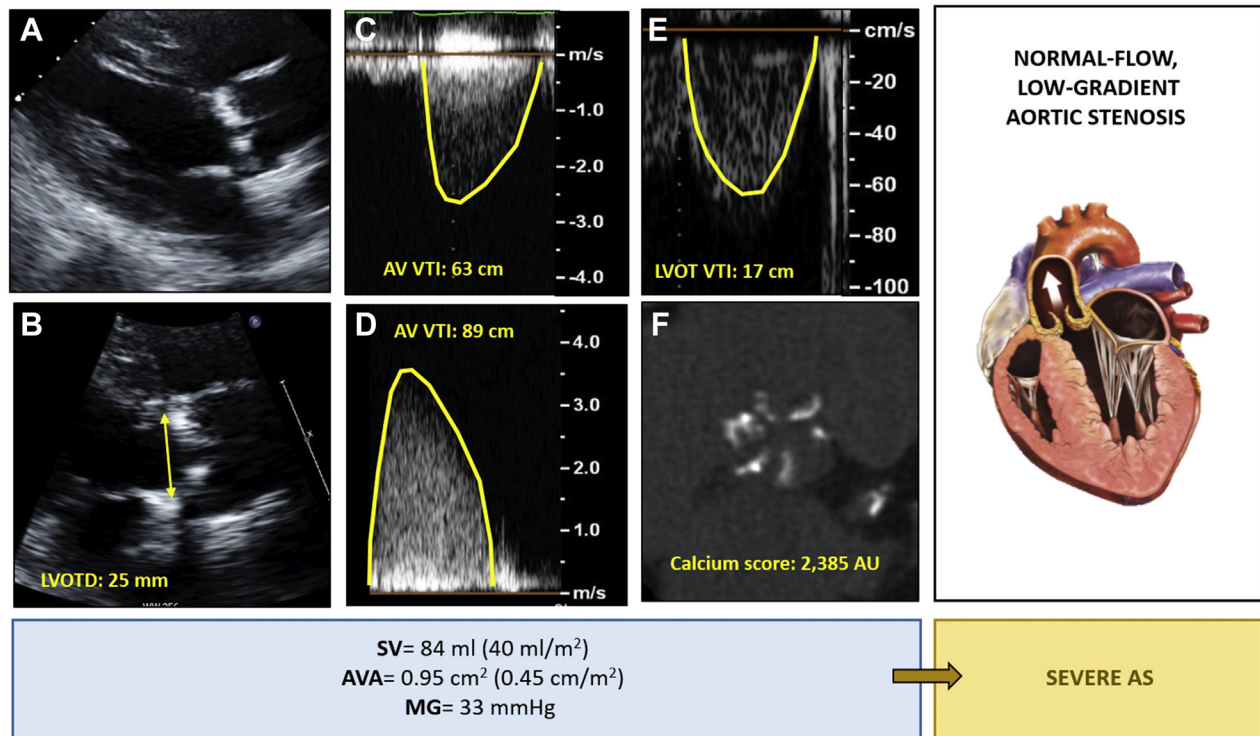 A
B
LVOTD: 25 mm
C
m/s
-1.0
-2.0
-3.0
-4.0
AV VTI: 63 cm
D
AV VTI: 89 cm
4.0
3.0
2.0
1.0
m/s
E
cm/s
-20
-40
-60
-80
-100
LVOT VTI: 17 cm
F
Calcium score: 2,385 AU
NORMAL-FLOW,
LOW-GRADIENT
AORTIC STENOSIS
SV= 84 ml (40 ml/m²)
AVA= 0.95 cm² (0.45 cm/m²)
MG= 33 mmHg
SEVERE AS